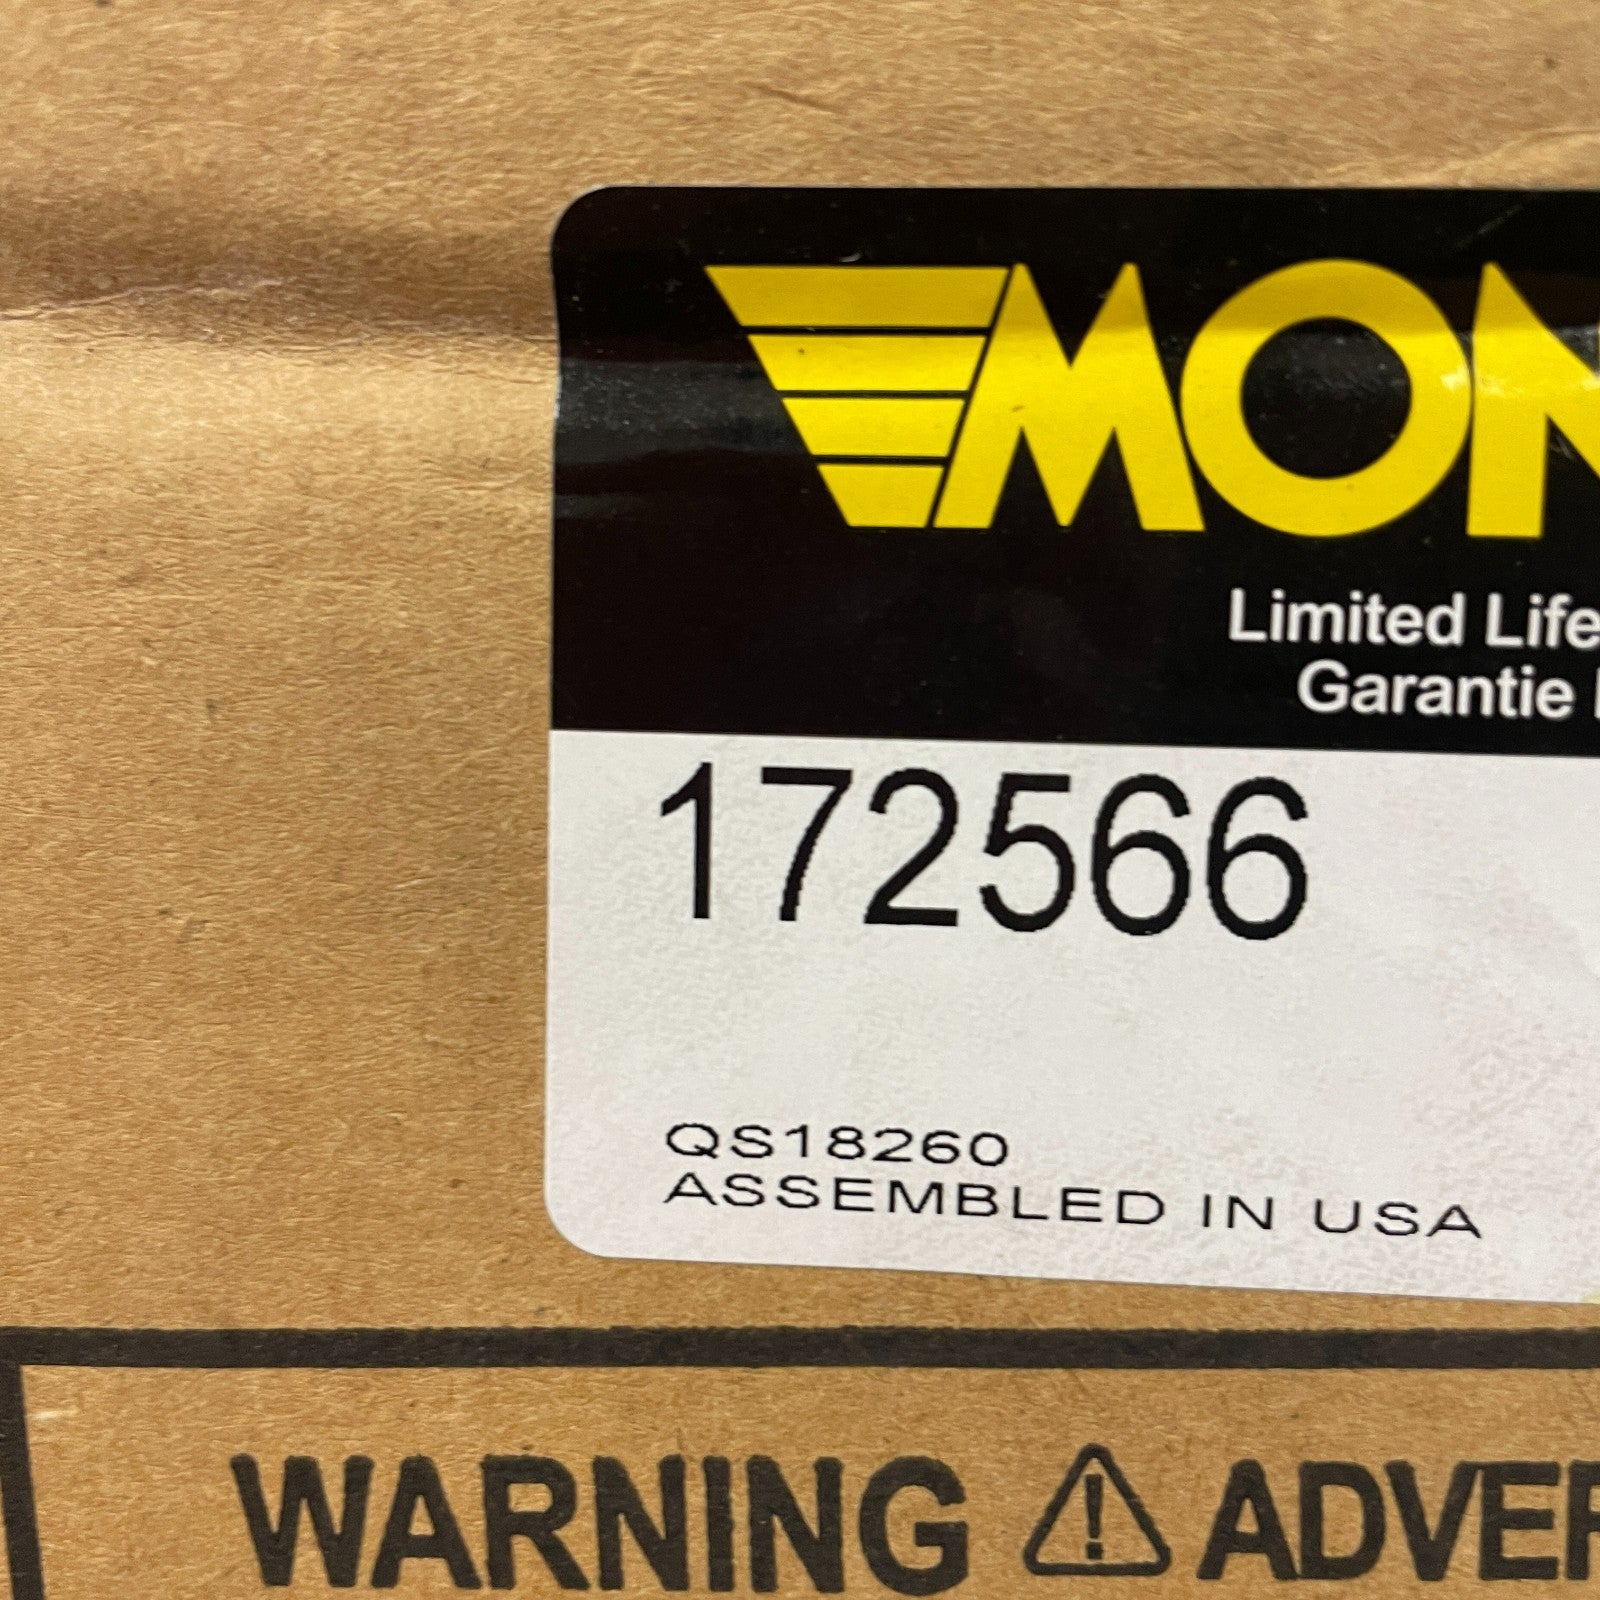 MON
Limited Life
Garantie
172566
QS18260
ASSEMBLED IN USA
WARNING ⚠ ADVER